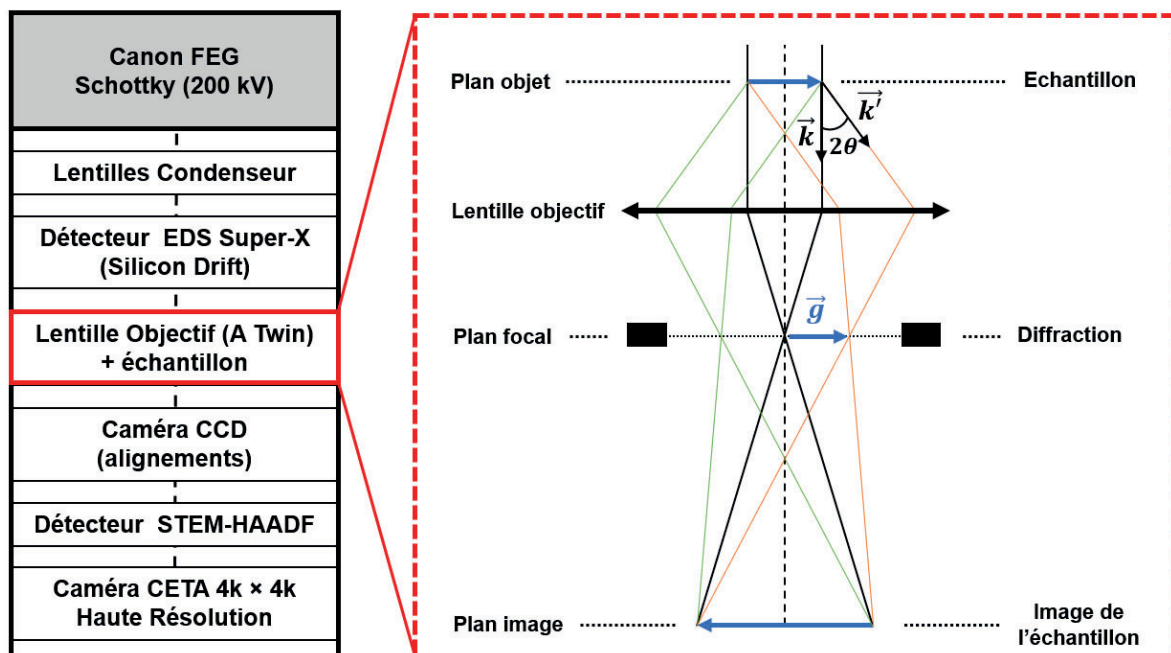 Canon FEG
Schottky (200 kV)
Lentilles Condenseur
Détecteur EDS Super-X
(Silicon Drift)
Lentille Objectif (A Twin)
+ échantillon
Caméra CCD
(alignements)
Détecteur STEM-HAADF
Caméra CETA 4k × 4k
Haute Résolution
Plan objet
Echantillon
k
k'
2θ
Lentille objectif
g
Plan focal
Diffraction
Plan image
Image de
l'échantillon